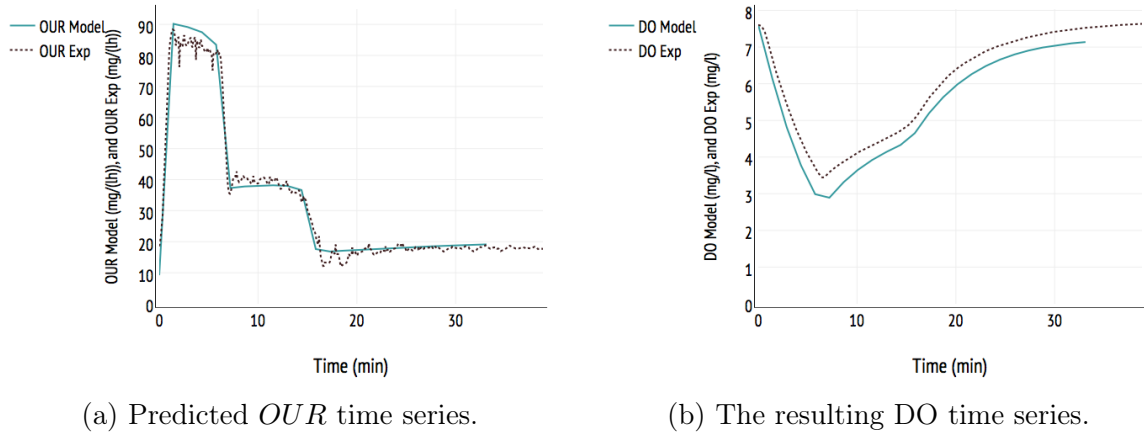 OUR Model
OUR Exp
OUR Model (mg/(lh)), and OUR Exp (mg/(lh))
90
80
70
60
50
40
30
20
10
0
0 10 20 30
Time (min)
(a) Predicted OUR time series.
DO Model
DO Exp
DO Model (mg/l), and DO Exp (mg/l)
8
7
6
5
4
3
2
1
0
0 10 20 30
Time (min)
(b) The resulting DO time series.